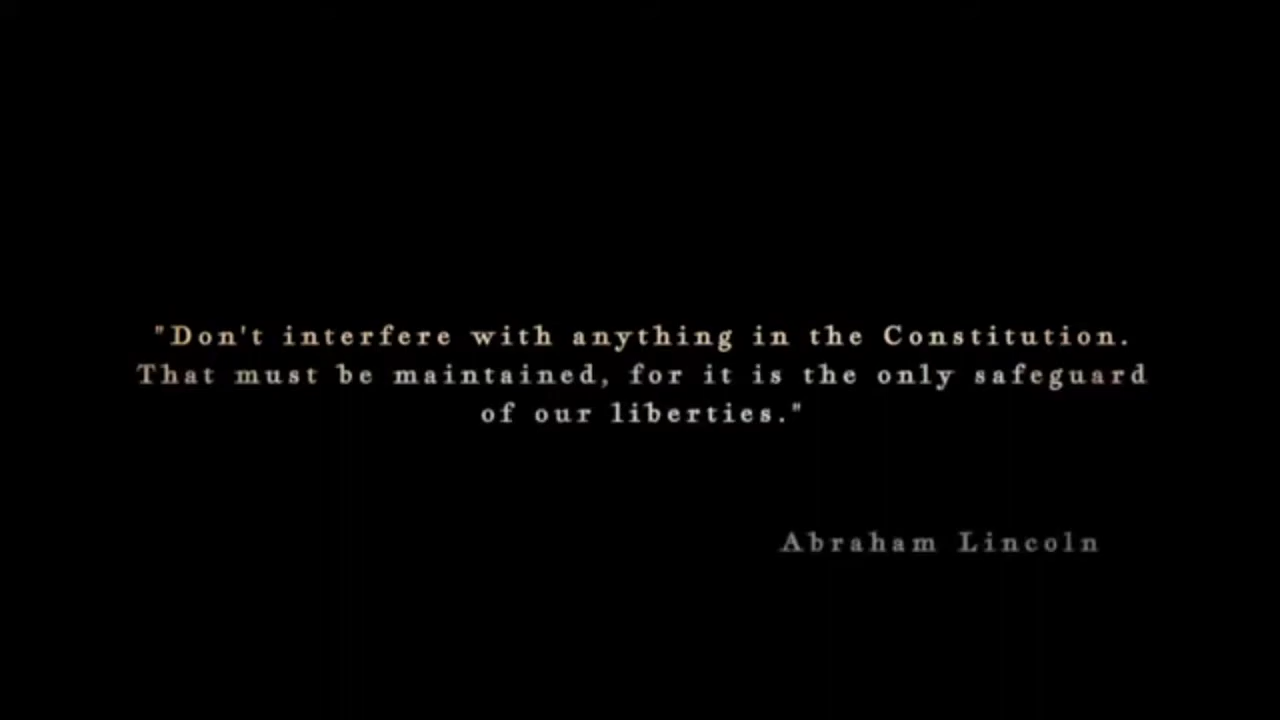 "Don't interfere with anything in the Constitution.
That must be maintained, for it is the only safeguard
of our liberties."
Abraham Lincoln